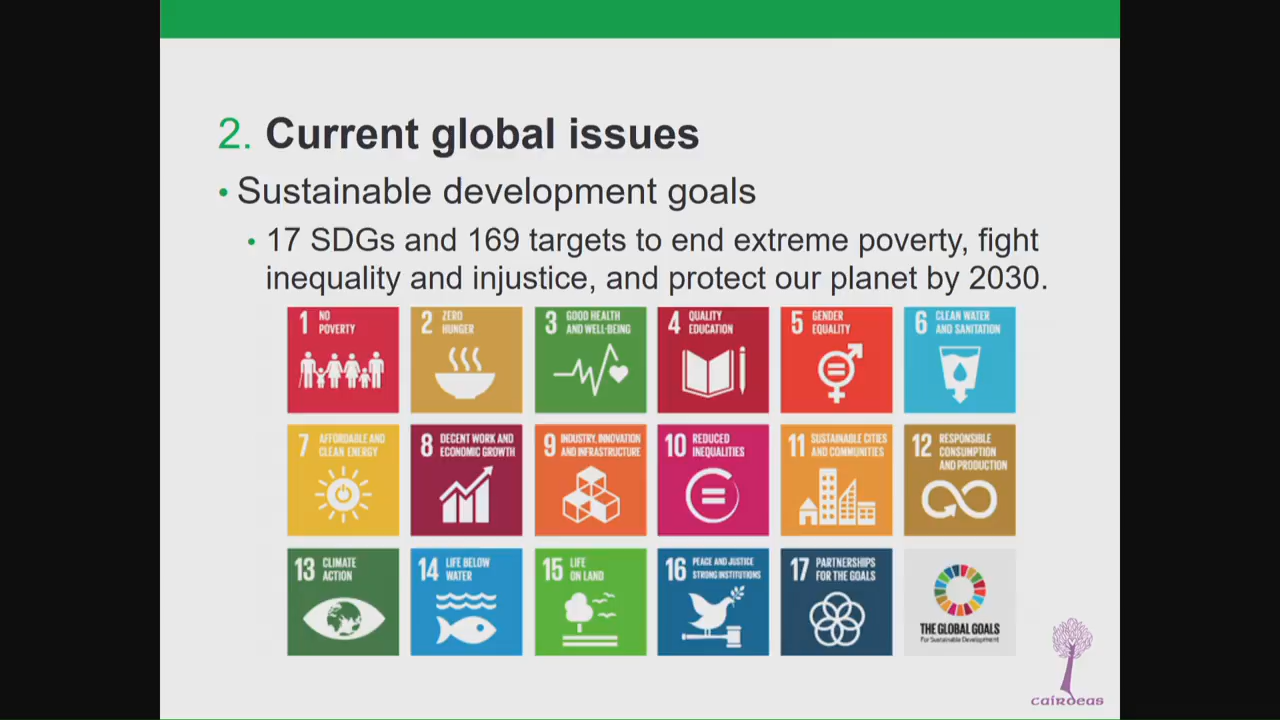 2. Current global issues
• Sustainable development goals
• 17 SDGs and 169 targets to end extreme poverty, fight
inequality and injustice, and protect our planet by 2030.
1 NO
POVERTY
2 ZERO
HUNGER
3 GOOD HEALTH
AND WELL-BEING
4 QUALITY
EDUCATION
5 GENDER
EQUALITY
6 CLEAN WATER
AND SANITATION
7 AFFORDABLE AND
CLEAN ENERGY
8 DECENT WORK AND
ECONOMIC GROWTH
9 INDUSTRY, INNOVATION
AND INFRASTRUCTURE
10 REDUCED
INEQUALITIES
11 SUSTAINABLE CITIES
AND COMMUNITIES
12 RESPONSIBLE
CONSUMPTION
AND PRODUCTION
13 CLIMATE
ACTION
14 LIFE BELOW
WATER
15 LIFE
ON LAND
16 PEACE AND JUSTICE
STRONG INSTITUTIONS
17 PARTNERSHIPS
FOR THE GOALS
THE GLOBAL GOALS
For Sustainable Development
cairdeas